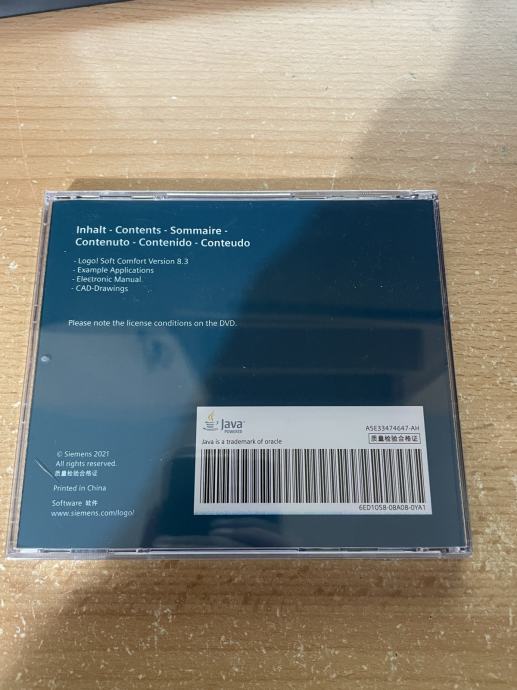 Inhalt - Contents - Sommaire -
Contenuto - Contenido - Conteudo
- Logo! Soft Comfort Version 8.3
- Example Applications
- Electronic Manual
- CAD-Drawings
Please note the license conditions on the DVD.
Java
POWERED
Java is a trademark of oracle
A5E33474647-AH
质量检验合格证
6ED1058-0BA08-0YA1
© Siemens 2021
All rights reserved.
质量检验合格证
Printed in China
Software 软件
www.siemens.com/logo!